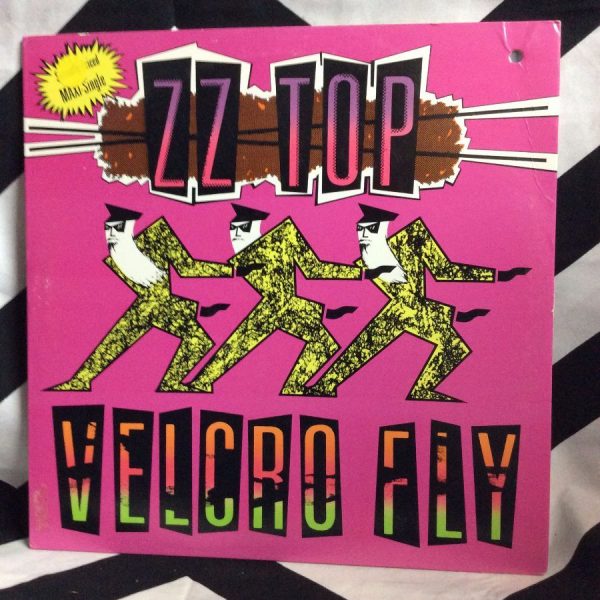 MAXI-Single
ZZ TOP
VELCRO FLY